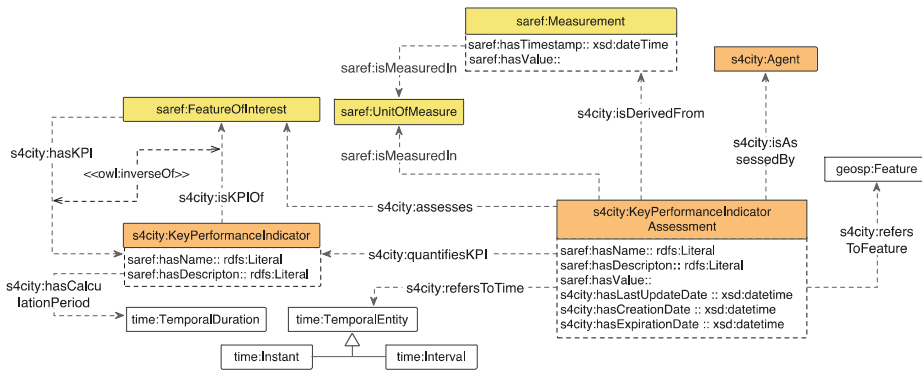 saref:Measurement
saref:hasTimestamp:: xsd:dateTime
saref:hasValue::
s4city:Agent
saref:isMeasuredIn
saref:FeatureOfInterest
saref:UnitOfMeasure
s4city:isDerivedFrom
s4city:hasKPI
s4city:isAs
sessedBy
saref:isMeasuredIn
<<owl:inverseOf>>
geosp:Feature
s4city:isKPIOf
s4city:assesses
s4city:KeyPerformanceIndicator
Assessment
s4city:refers
ToFeature
s4city:KeyPerformanceIndicator
saref:hasName:: rdfs:Literal
saref:hasDescripton:: rdfs:Literal
s4city:quantifiesKPI
saref:hasName:: rdfs:Literal
saref:hasDescripton:: rdfs:Literal
saref:hasValue::
s4city:hasLastUpdateDate :: xsd:datetime
s4city:hasCreationDate :: xsd:datetime
s4city:hasExpirationDate :: xsd:datetime
s4city:hasCalcu
lationPeriod
s4city:refersToTime
time:TemporalDuration
time:TemporalEntity
time:Instant
time:Interval